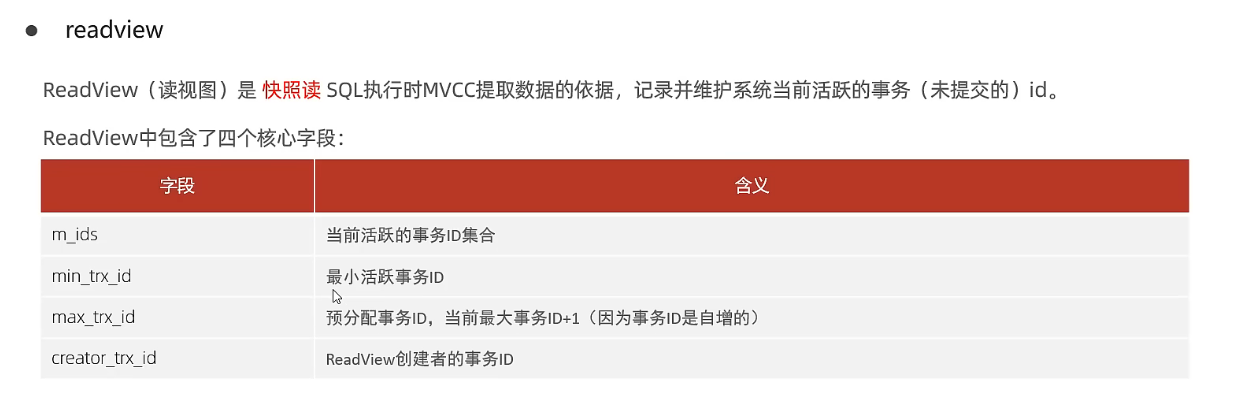 ● readview
ReadView（读视图）是 快照读 SQL执行时MVCC提取数据的依据，记录并维护系统当前活跃的事务（未提交的）id。
ReadView中包含了四个核心字段：
字段 含义
m_ids 当前活跃的事务ID集合
min_trx_id 最小活跃事务ID
max_trx_id 预分配事务ID，当前最大事务ID+1（因为事务ID是自增的）
creator_trx_id ReadView创建者的事务ID